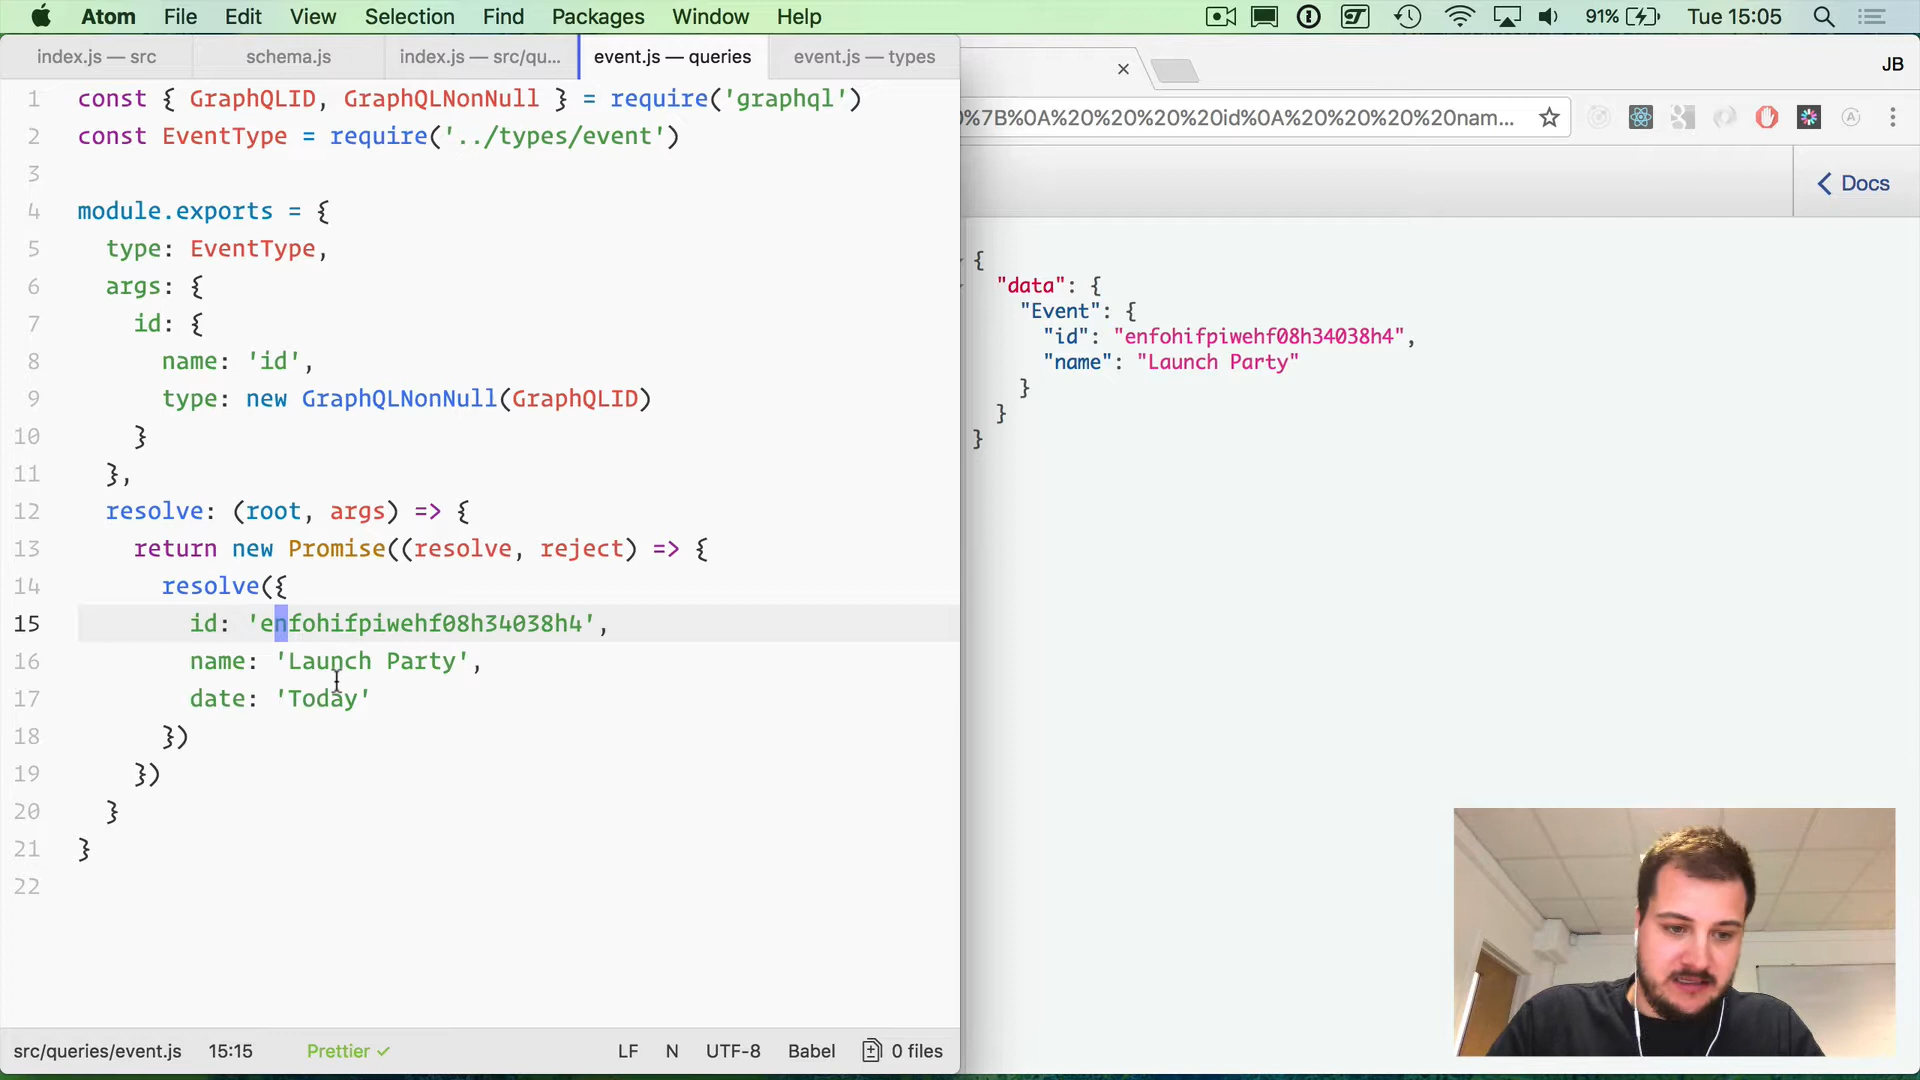 Atom File Edit View Selection Find Packages Window Help 91% Tue 15:05
index.js — src schema.js index.js — src/qu... event.js — queries event.js — types
JB
0%7B%0A%20%20%20%20id%0A%20%20%20%20nam...
Docs
1 const { GraphQLID, GraphQLNonNull } = require('graphql')
2 const EventType = require('../types/event')
3
4 module.exports = {
5 type: EventType,
6 args: {
7 id: {
8 name: 'id',
9 type: new GraphQLNonNull(GraphQLID)
10 }
11 },
12 resolve: (root, args) => {
13 return new Promise((resolve, reject) => {
14 resolve({
15 id: 'enfohifpiwehf08h34038h4',
16 name: 'Launch Party',
17 date: 'Today'
18 })
19 })
20 }
21 }
22
{
"data": {
"Event": {
"id": "enfohifpiwehf08h34038h4",
"name": "Launch Party"
}
}
}
src/queries/event.js 15:15 Prettier ✓ LF N UTF-8 Babel 0 files